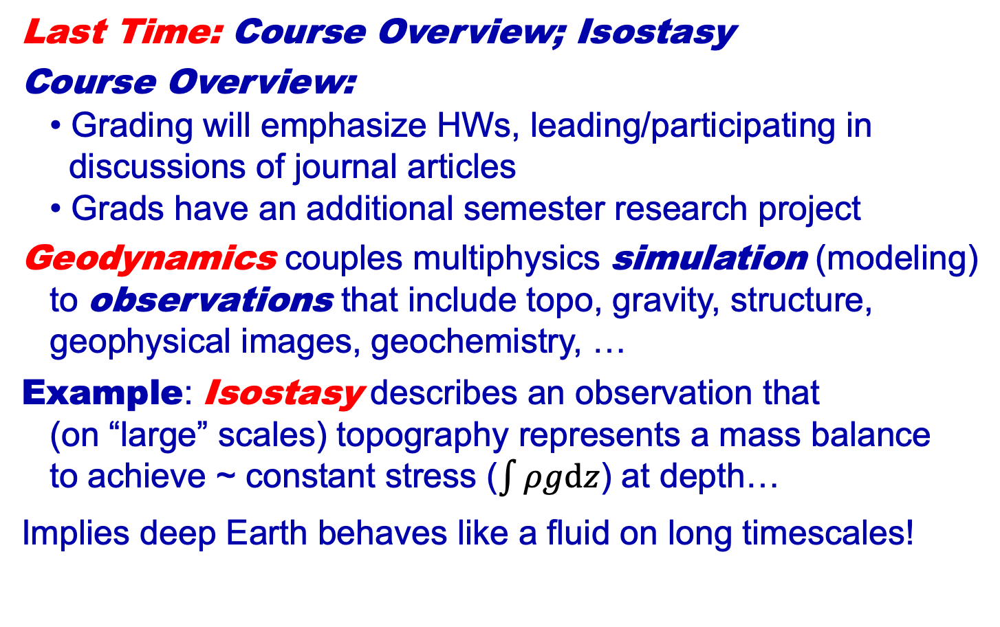 Last Time: Course Overview; Isostasy
Course Overview:
• Grading will emphasize HWs, leading/participating in
discussions of journal articles
• Grads have an additional semester research project
Geodynamics couples multiphysics simulation (modeling)
to observations that include topo, gravity, structure,
geophysical images, geochemistry, …
Example: Isostasy describes an observation that
(on “large” scales) topography represents a mass balance
to achieve ~ constant stress (∫ ρgdz) at depth…
Implies deep Earth behaves like a fluid on long timescales!